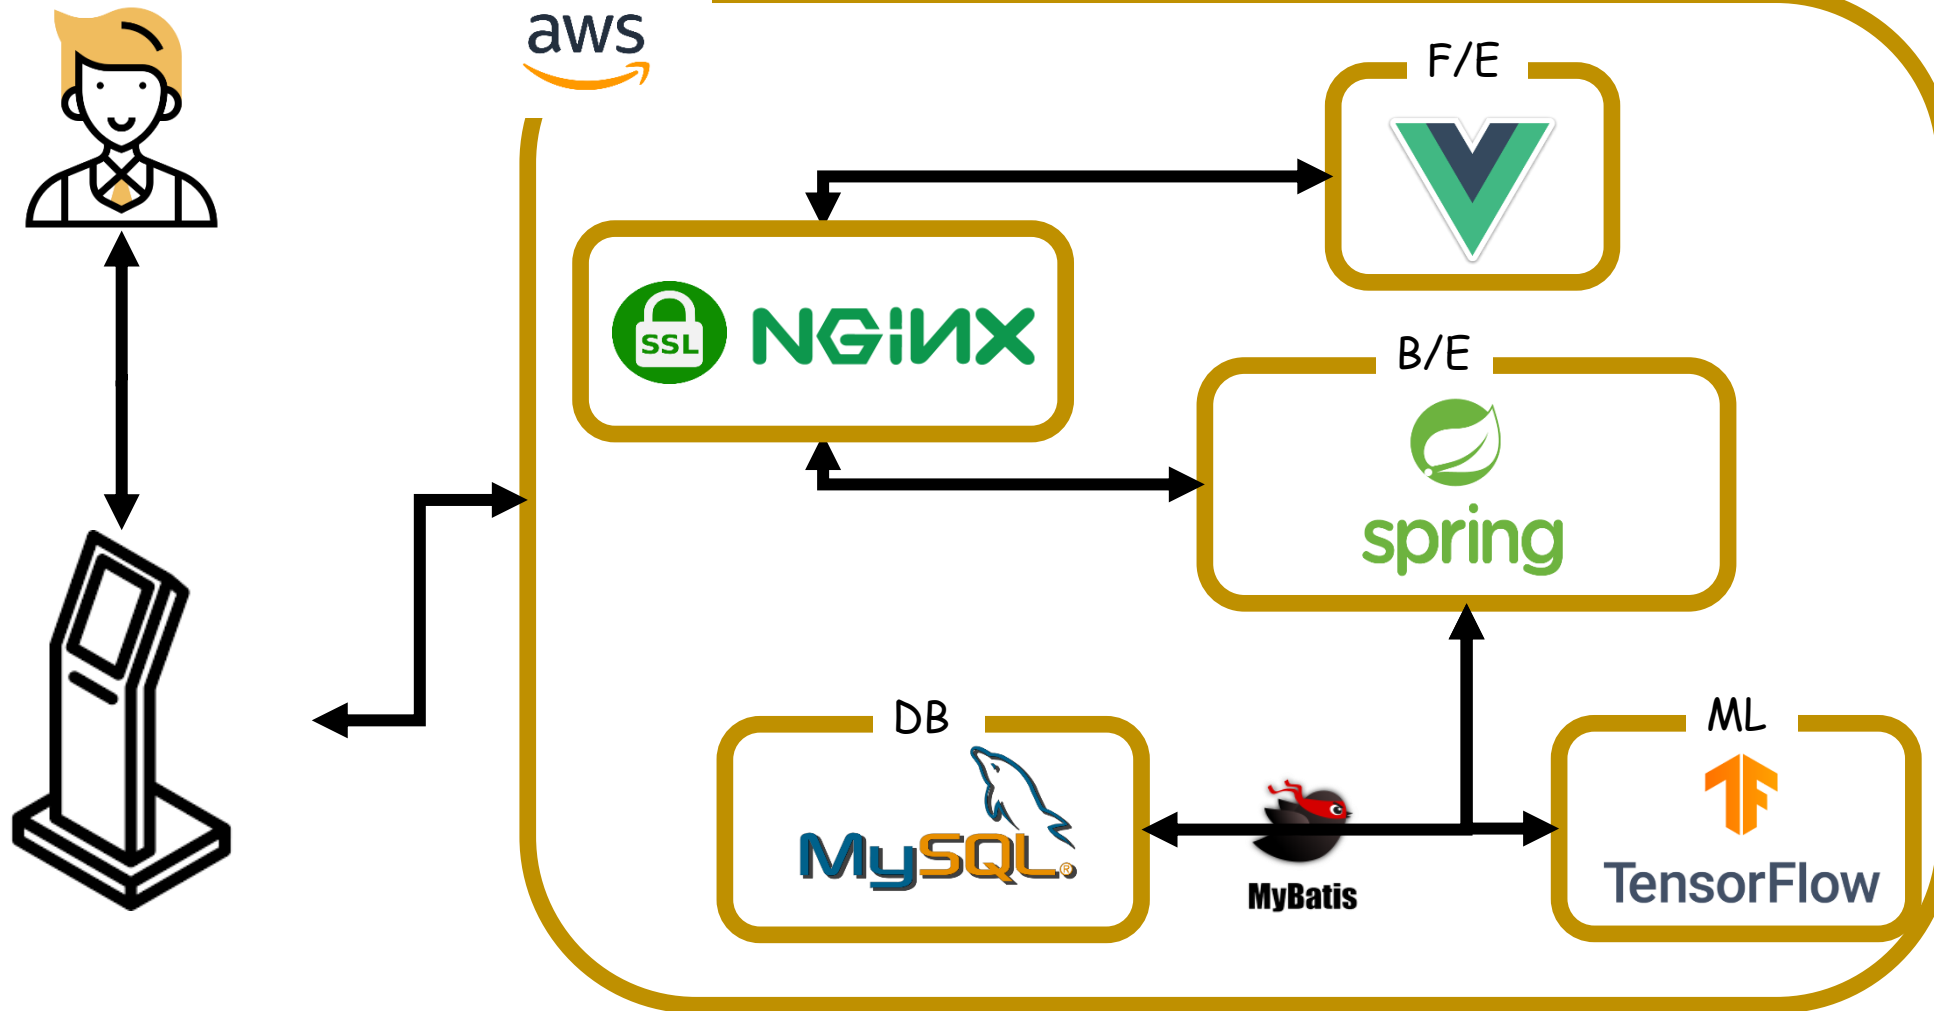 aws
F/E
SSL
NGiNX
B/E
spring
DB
MySQL®
MyBatis
ML
TensorFlow